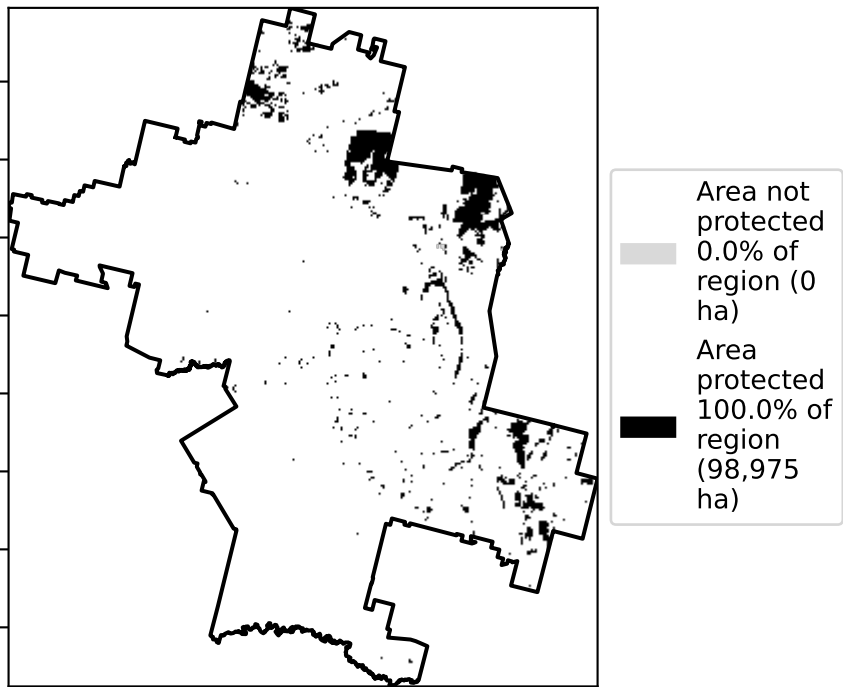 Area not
protected
0.0% of
region (0
ha)
Area
protected
100.0% of
region
(98,975
ha)